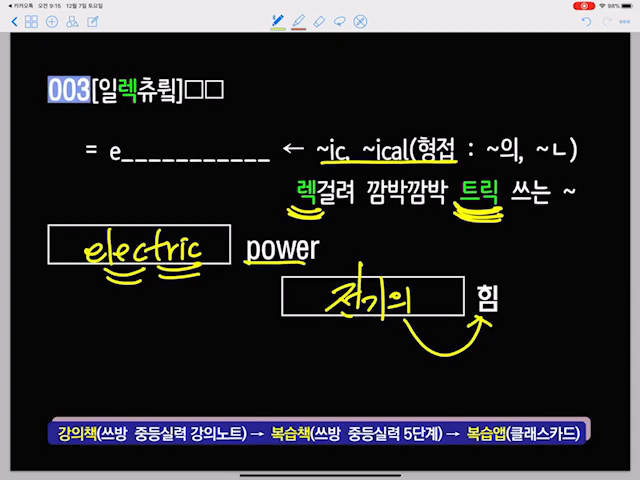 카카오톡 오전 9:15 12월 7일 토요일 98%
003[일렉츄뤽]□□
= e____________ ← ~ic, ~ical(형접 : ~의, ~ㄴ)
렉걸려 깜박깜박 트릭 쓰는 ~
electric power
전기의 힘
강의책(쓰방 중등실력 강의노트) → 복습책(쓰방 중등실력 5단계) → 복습앱(클래스카드)